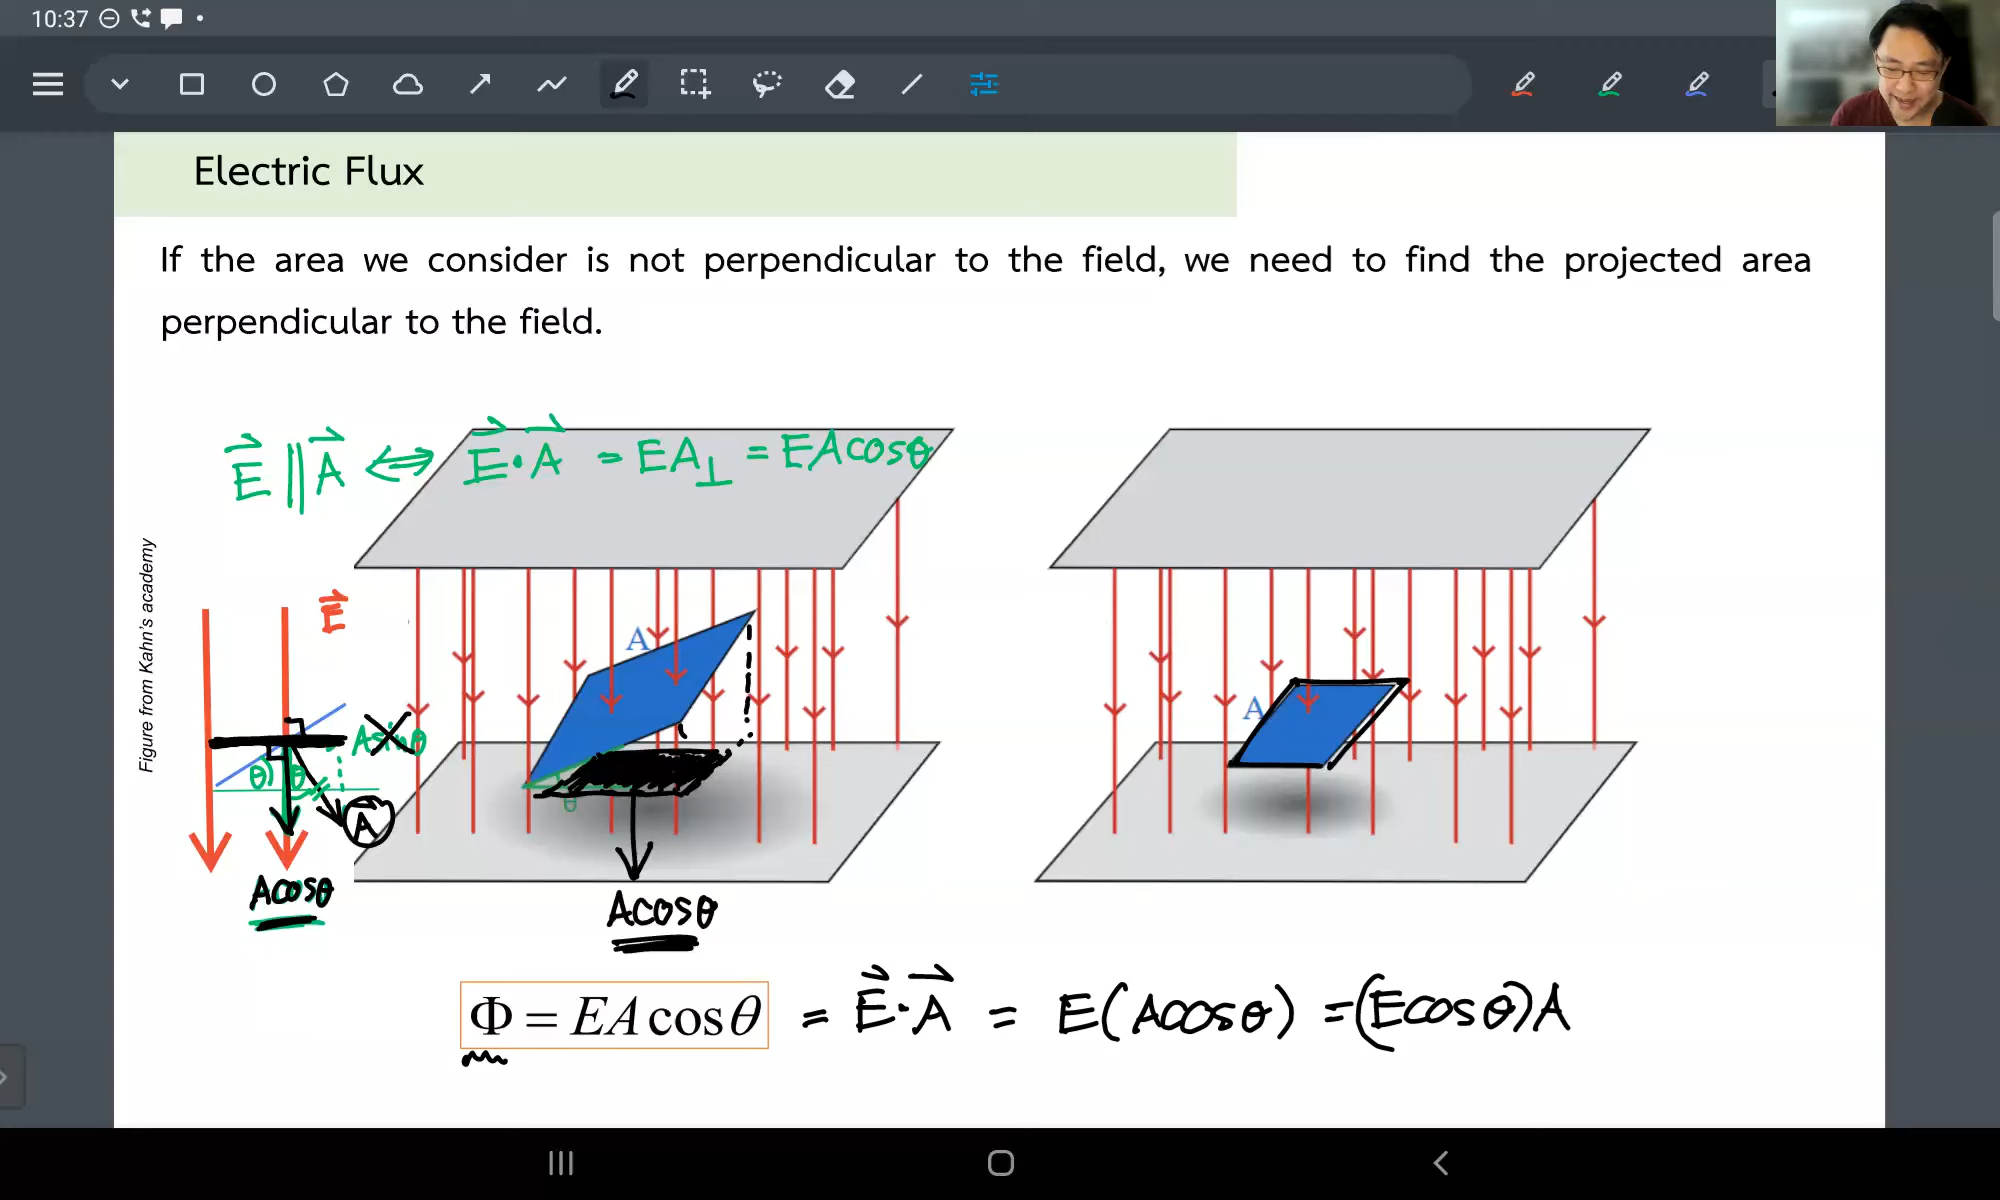 10:37
Electric Flux
If the area we consider is not perpendicular to the field, we need to find the projected area
perpendicular to the field.
E⃗ ∥ A⃗ ⇔ E⃗·A⃗ = EA⊥ = EAcosθ
Figure from Kahn's academy
E⃗
A
A
Asinθ
θ
θ
θ
A
Acosθ
Acosθ
Φ = EA cosθ = E⃗·A⃗ = E(Acosθ) = (Ecosθ)A